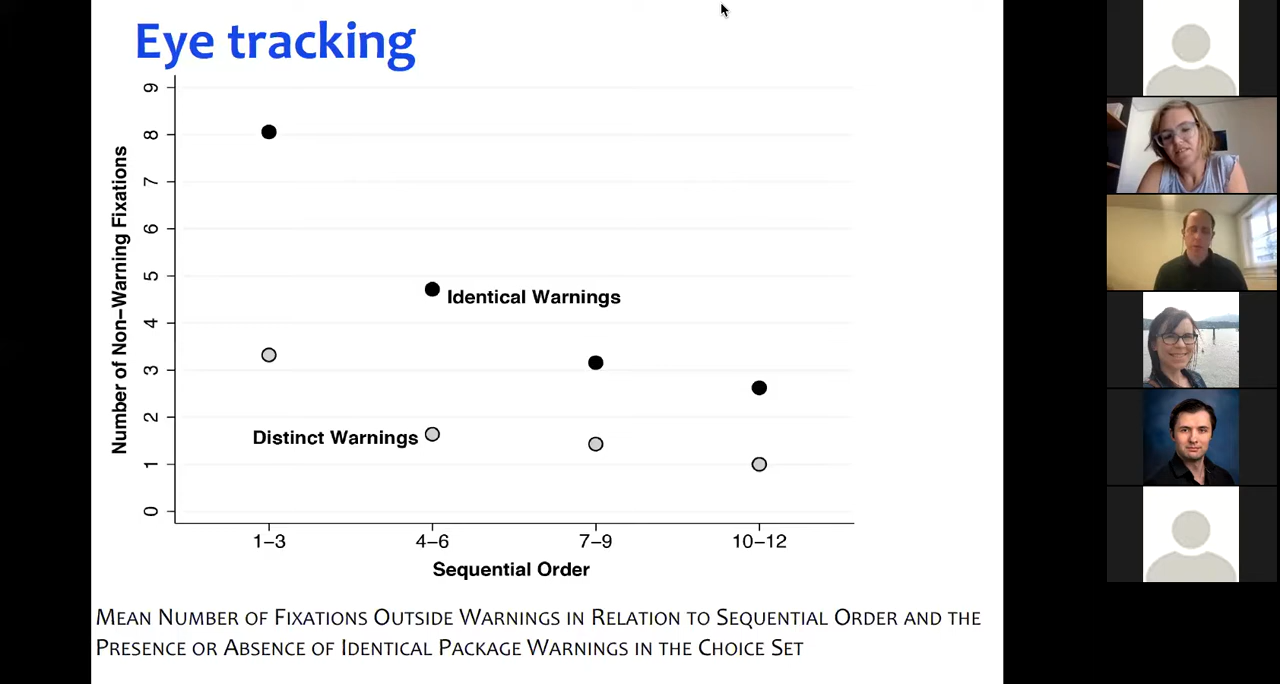 Eye tracking
9
8
7
6
5
4
3
2
1
0
Number of Non–Warning Fixations
Identical Warnings
Distinct Warnings
1–3 4–6 7–9 10–12
Sequential Order
MEAN NUMBER OF FIXATIONS OUTSIDE WARNINGS IN RELATION TO SEQUENTIAL ORDER AND THE
PRESENCE OR ABSENCE OF IDENTICAL PACKAGE WARNINGS IN THE CHOICE SET